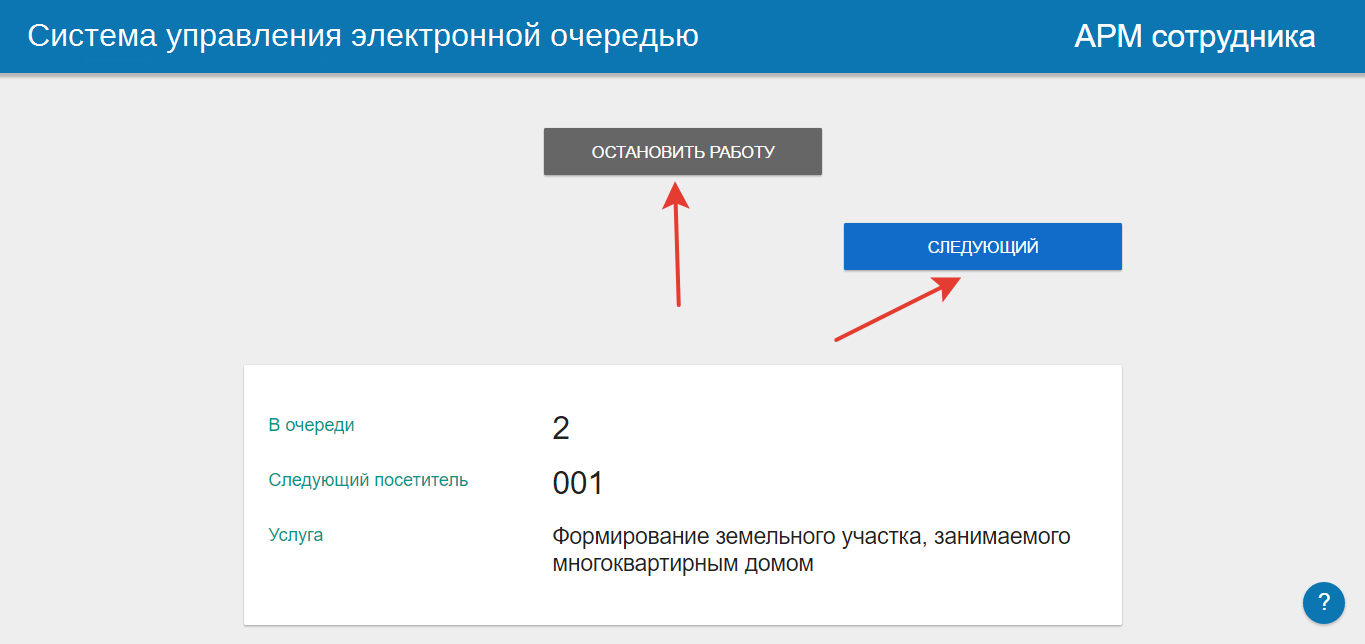 Система управления электронной очередью
АРМ сотрудника
ОСТАНОВИТЬ РАБОТУ
СЛЕДУЮЩИЙ
В очереди
2
Следующий посетитель
001
Услуга
Формирование земельного участка, занимаемого
многоквартирным домом
?